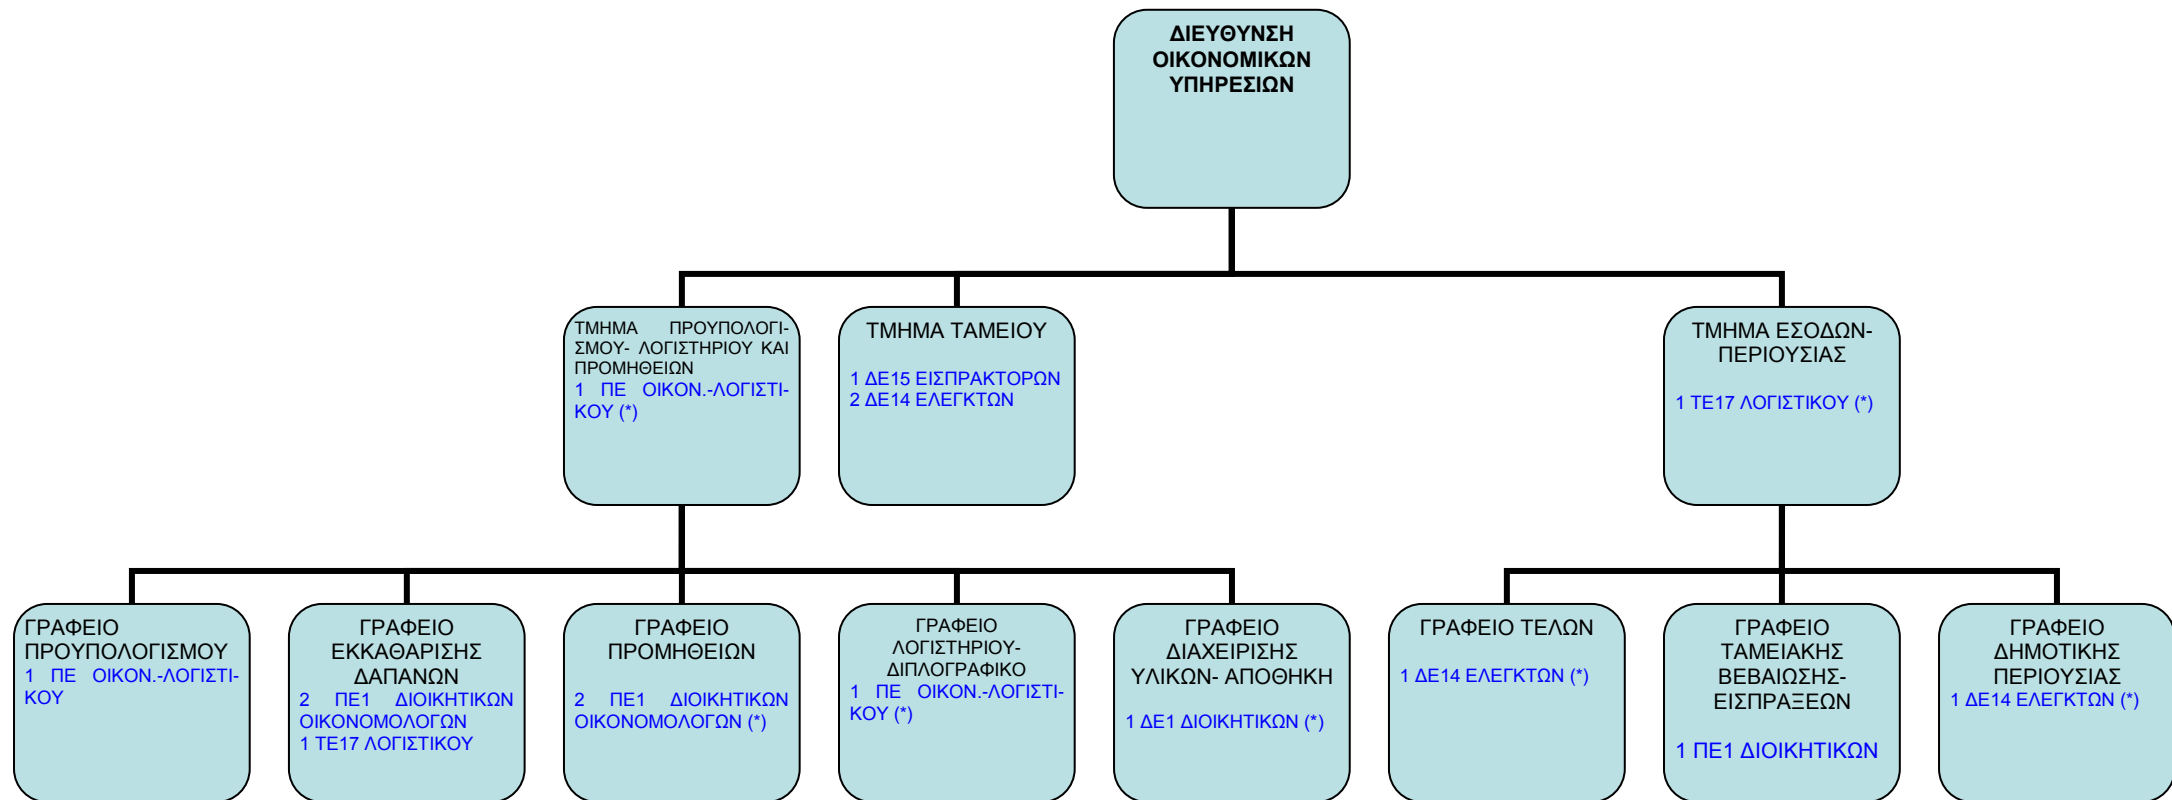 ΔΙΕΥΘΥΝΣΗ
ΟΙΚΟΝΟΜΙΚΩΝ
ΥΠΗΡΕΣΙΩΝ
ΤΜΗΜΑ ΠΡΟΥΠΟΛΟΓΙ-
ΣΜΟΥ- ΛΟΓΙΣΤΗΡΙΟΥ ΚΑΙ
ΠΡΟΜΗΘΕΙΩΝ
1 ΠΕ ΟΙΚΟΝ.-ΛΟΓΙΣΤΙ-
ΚΟΥ (*)
ΤΜΗΜΑ ΤΑΜΕΙΟΥ
1 ΔΕ15 ΕΙΣΠΡΑΚΤΟΡΩΝ
2 ΔΕ14 ΕΛΕΓΚΤΩΝ
ΤΜΗΜΑ ΕΣΟΔΩΝ-
ΠΕΡΙΟΥΣΙΑΣ
1 ΤΕ17 ΛΟΓΙΣΤΙΚΟΥ (*)
ΓΡΑΦΕΙΟ
ΠΡΟΥΠΟΛΟΓΙΣΜΟΥ
1 ΠΕ ΟΙΚΟΝ.-ΛΟΓΙΣΤΙ-
ΚΟΥ
ΓΡΑΦΕΙΟ
ΕΚΚΑΘΑΡΙΣΗΣ
ΔΑΠΑΝΩΝ
2 ΠΕ1 ΔΙΟΙΚΗΤΙΚΩΝ
ΟΙΚΟΝΟΜΟΛΟΓΩΝ
1 ΤΕ17 ΛΟΓΙΣΤΙΚΟΥ
ΓΡΑΦΕΙΟ
ΠΡΟΜΗΘΕΙΩΝ
2 ΠΕ1 ΔΙΟΙΚΗΤΙΚΩΝ
ΟΙΚΟΝΟΜΟΛΟΓΩΝ (*)
ΓΡΑΦΕΙΟ
ΛΟΓΙΣΤΗΡΙΟΥ-
ΔΙΠΛΟΓΡΑΦΙΚΟ
1 ΠΕ ΟΙΚΟΝ.-ΛΟΓΙΣΤΙ-
ΚΟΥ (*)
ΓΡΑΦΕΙΟ
ΔΙΑΧΕΙΡΙΣΗΣ
ΥΛΙΚΩΝ- ΑΠΟΘΗΚΗ
1 ΔΕ1 ΔΙΟΙΚΗΤΙΚΩΝ (*)
ΓΡΑΦΕΙΟ ΤΕΛΩΝ
1 ΔΕ14 ΕΛΕΓΚΤΩΝ (*)
ΓΡΑΦΕΙΟ
ΤΑΜΕΙΑΚΗΣ
ΒΕΒΑΙΩΣΗΣ-
ΕΙΣΠΡΑΞΕΩΝ
1 ΠΕ1 ΔΙΟΙΚΗΤΙΚΩΝ
ΓΡΑΦΕΙΟ
ΔΗΜΟΤΙΚΗΣ
ΠΕΡΙΟΥΣΙΑΣ
1 ΔΕ14 ΕΛΕΓΚΤΩΝ (*)